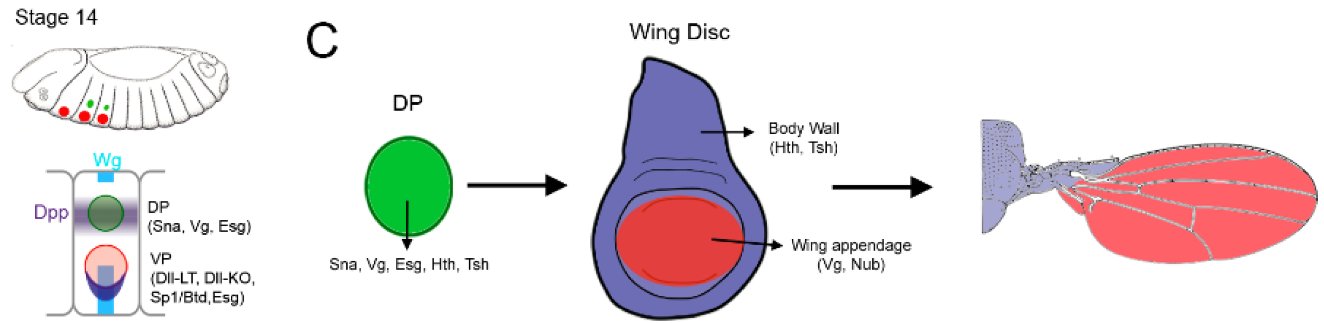 Stage 14
Wg
Dpp
DP
(Sna, Vg, Esg)
VP
(Dll-LT, Dll-KO,
Sp1/Btd,Esg)
C
DP
Sna, Vg, Esg, Hth, Tsh
Wing Disc
Body Wall
(Hth, Tsh)
Wing appendage
(Vg, Nub)